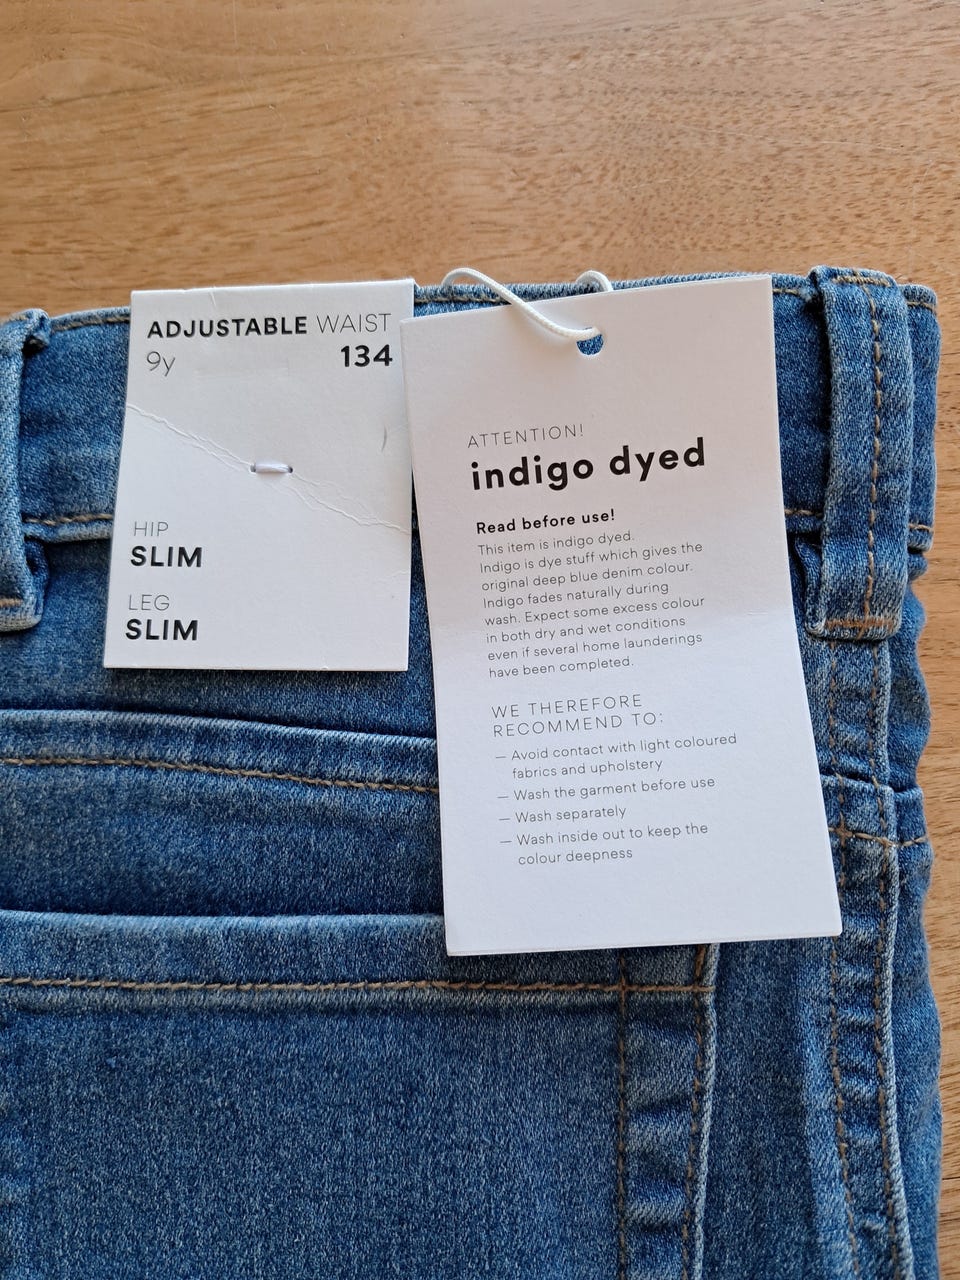 ADJUSTABLE WAIST
9y 134
HIP
SLIM
LEG
SLIM
ATTENTION!
indigo dyed
Read before use!
This item is indigo dyed.
Indigo is dye stuff which gives the
original deep blue denim colour.
Indigo fades naturally during
wash. Expect some excess colour
in both dry and wet conditions
even if several home launderings
have been completed.
WE THEREFORE
RECOMMEND TO:
— Avoid contact with light coloured
fabrics and upholstery
— Wash the garment before use
— Wash separately
— Wash inside out to keep the
colour deepness